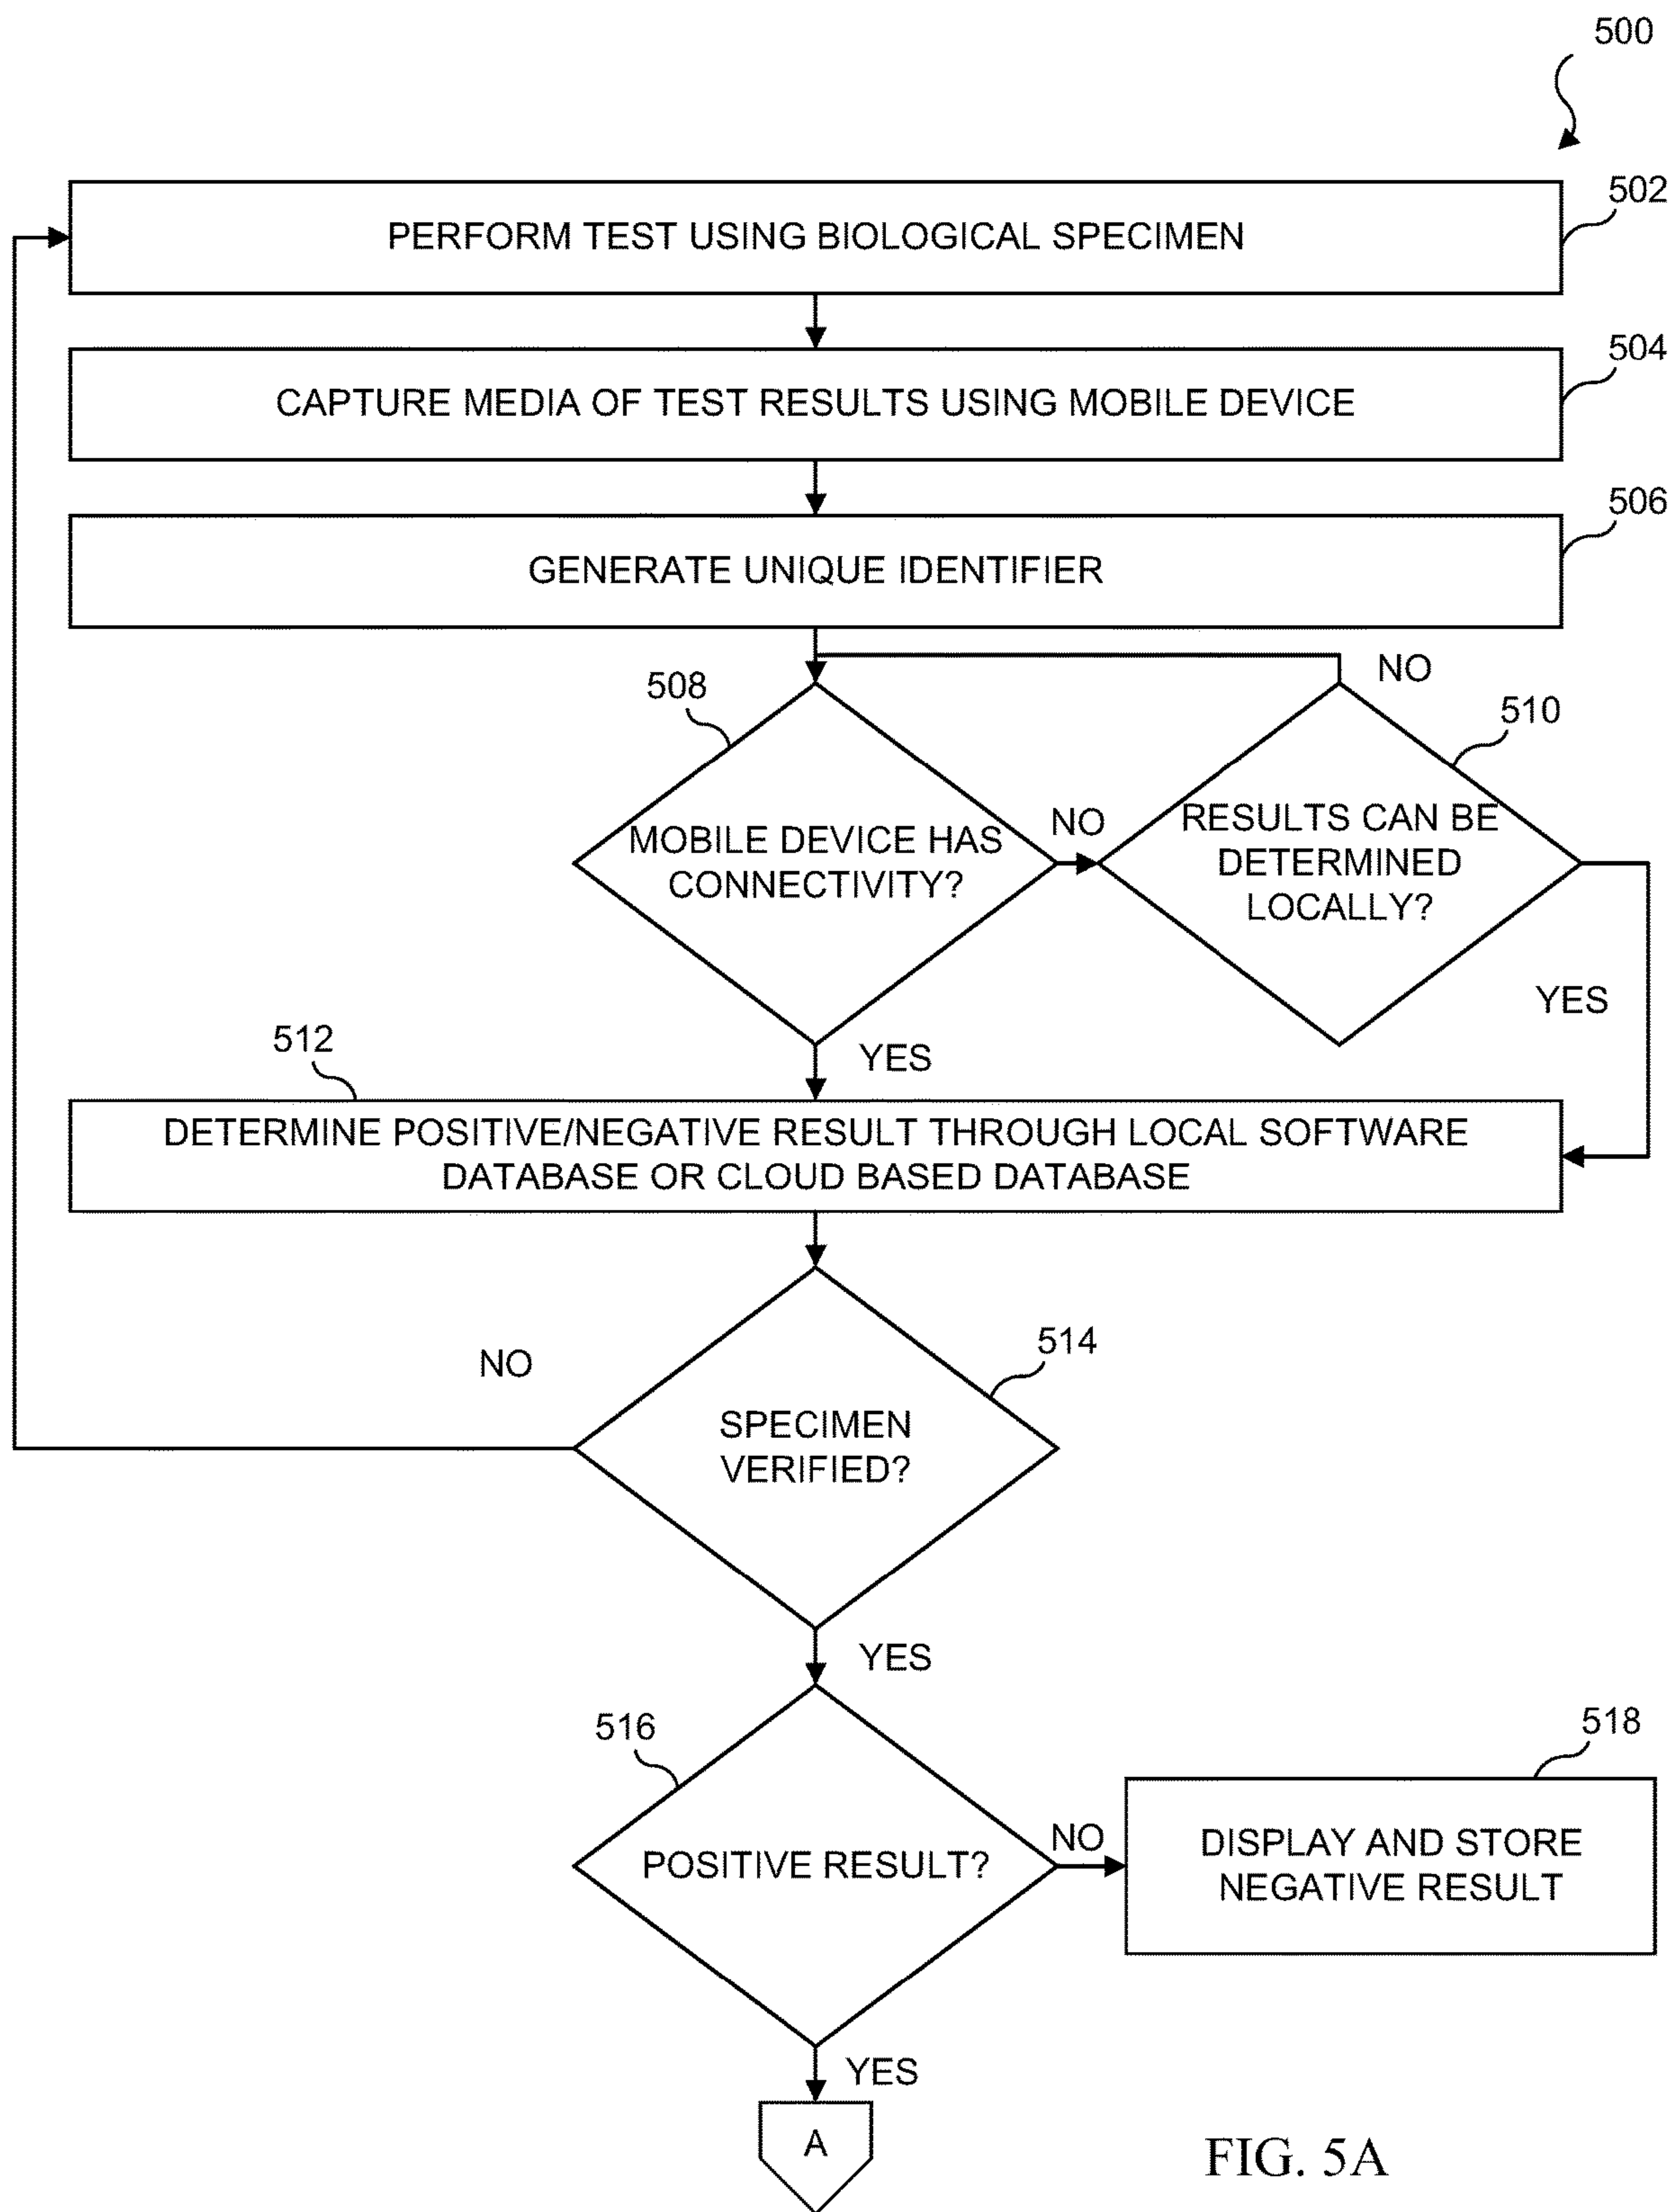 500
502
PERFORM TEST USING BIOLOGICAL SPECIMEN
504
CAPTURE MEDIA OF TEST RESULTS USING MOBILE DEVICE
506
GENERATE UNIQUE IDENTIFIER
NO
508
510
MOBILE DEVICE HAS
CONNECTIVITY?
NO
RESULTS CAN BE
DETERMINED
LOCALLY?
YES
YES
512
DETERMINE POSITIVE/NEGATIVE RESULT THROUGH LOCAL SOFTWARE
DATABASE OR CLOUD BASED DATABASE
514
NO
SPECIMEN
VERIFIED?
YES
516
POSITIVE RESULT?
NO
518
DISPLAY AND STORE
NEGATIVE RESULT
YES
A
FIG. 5A